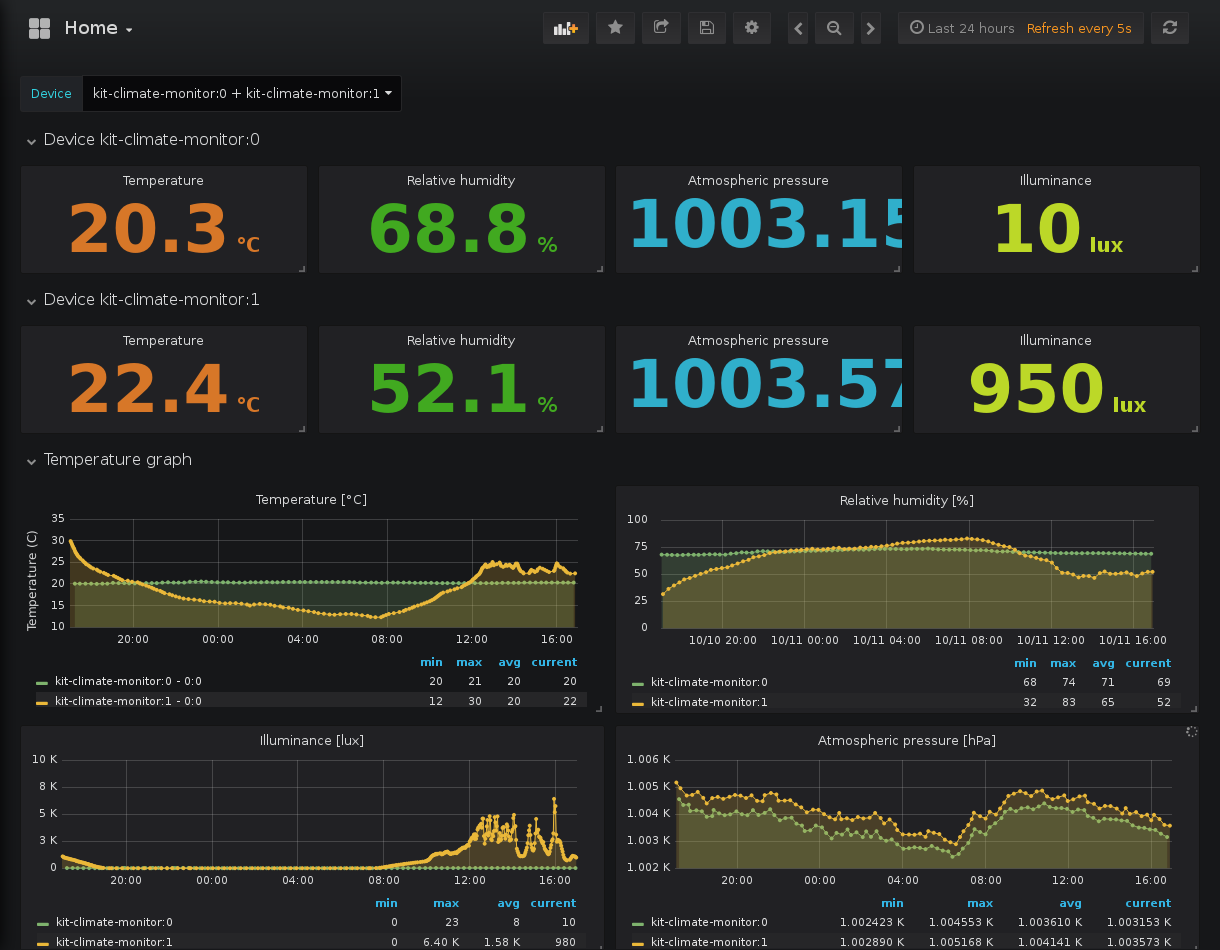 Home
Last 24 hours Refresh every 5s
Device kit-climate-monitor:0 + kit-climate-monitor:1
Device kit-climate-monitor:0
Temperature Relative humidity Atmospheric pressure Illuminance
20.3 °C 68.8 % 1003.15 10 lux
Device kit-climate-monitor:1
Temperature Relative humidity Atmospheric pressure Illuminance
22.4 °C 52.1 % 1003.57 950 lux
Temperature graph
Temperature [°C]
Temperature (C)
35
30
25
20
15
10
20:00 00:00 04:00 08:00 12:00 16:00
min max avg current
kit-climate-monitor:0 - 0:0 20 21 20 20
kit-climate-monitor:1 - 0:0 12 30 20 22
Relative humidity [%]
100
75
50
25
0
10/10 20:00 10/11 00:00 10/11 04:00 10/11 08:00 10/11 12:00 10/11 16:00
min max avg current
kit-climate-monitor:0 68 74 71 69
kit-climate-monitor:1 32 83 65 52
Illuminance [lux]
10 K
8 K
5 K
3 K
0
20:00 00:00 04:00 08:00 12:00 16:00
min max avg current
kit-climate-monitor:0 0 23 8 10
kit-climate-monitor:1 0 6.40 K 1.58 K 980
Atmospheric pressure [hPa]
1.006 K
1.005 K
1.004 K
1.003 K
1.002 K
20:00 00:00 04:00 08:00 12:00 16:00
min max avg current
kit-climate-monitor:0 1.002423 K 1.004553 K 1.003610 K 1.003153 K
kit-climate-monitor:1 1.002890 K 1.005168 K 1.004141 K 1.003573 K